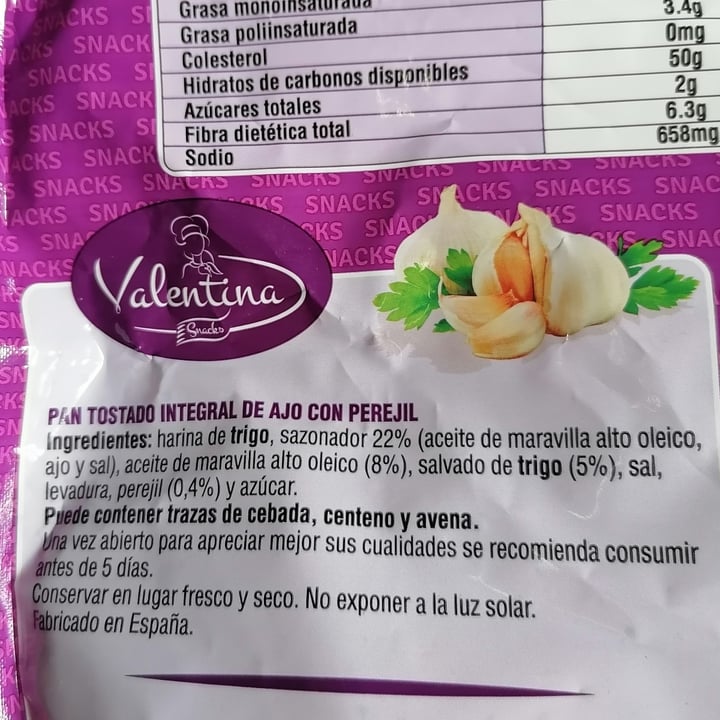 Grasa monoinsaturada
Grasa poliinsaturada 3.4g
Colesterol 0mg
Hidratos de carbonos disponibles 50g
Azúcares totales 2g
Fibra dietética total 6.3g
Sodio 658mg
SNACKS SNACKS SNACKS SNACKS SNACKS SNACKS
Valentina
Snacks
PAN TOSTADO INTEGRAL DE AJO CON PEREJIL
Ingredientes: harina de trigo, sazonador 22% (aceite de maravilla alto oleico,
ajo y sal), aceite de maravilla alto oleico (8%), salvado de trigo (5%), sal,
levadura, perejil (0,4%) y azúcar.
Puede contener trazas de cebada, centeno y avena.
Una vez abierto para apreciar mejor sus cualidades se recomienda consumir
antes de 5 días.
Conservar en lugar fresco y seco. No exponer a la luz solar.
Fabricado en España.